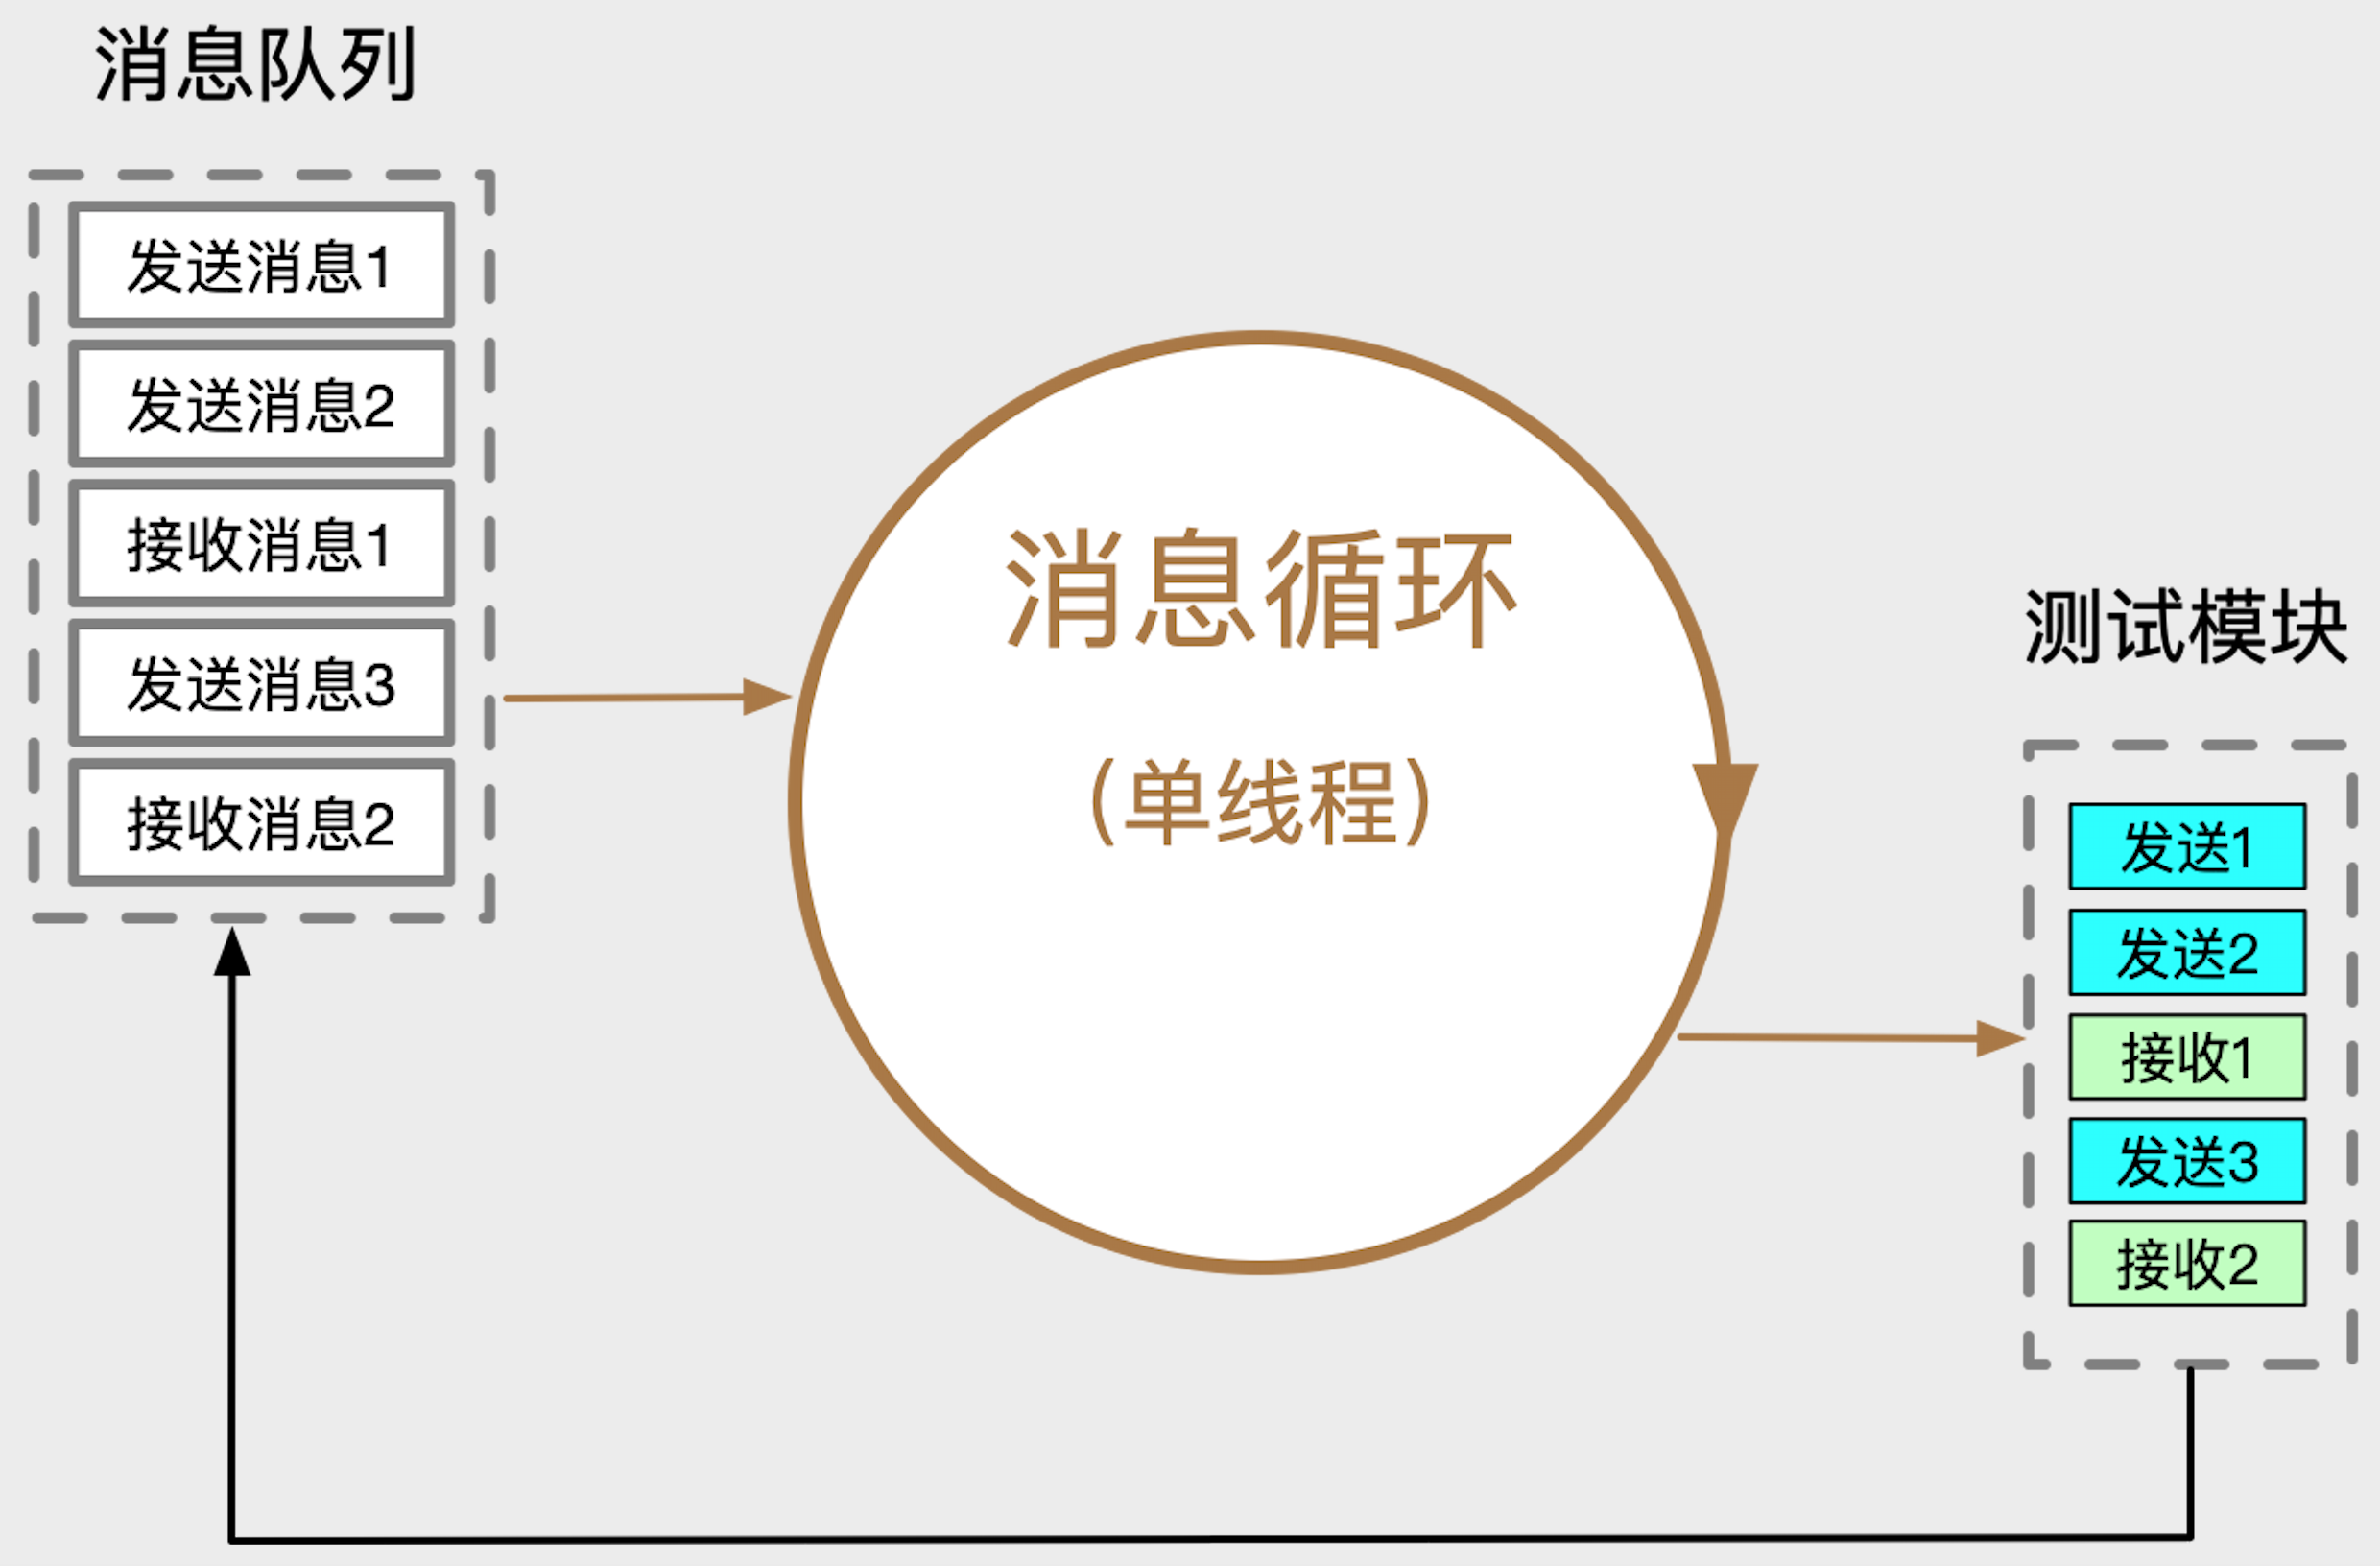 消息队列
发送消息1
发送消息2
接收消息1
发送消息3
接收消息2
消息循环
(单线程)
测试模块
发送1
发送2
接收1
发送3
接收2